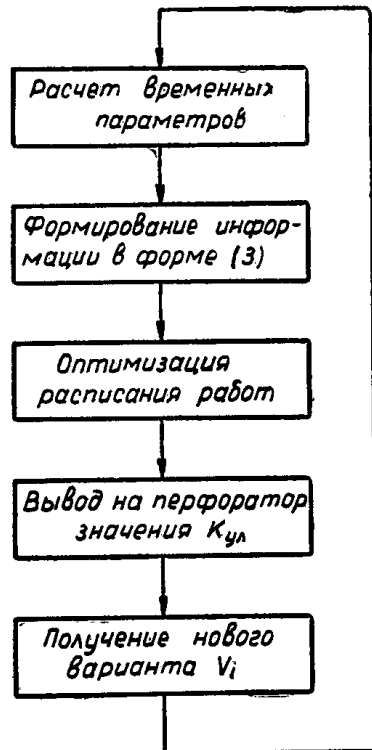 Расчет временных
параметров
Формирование инфор-
мации в форме (3)
Оптимизация
расписания работ
Вывод на перфоратор
значения Kул
Получение нового
варианта Vi